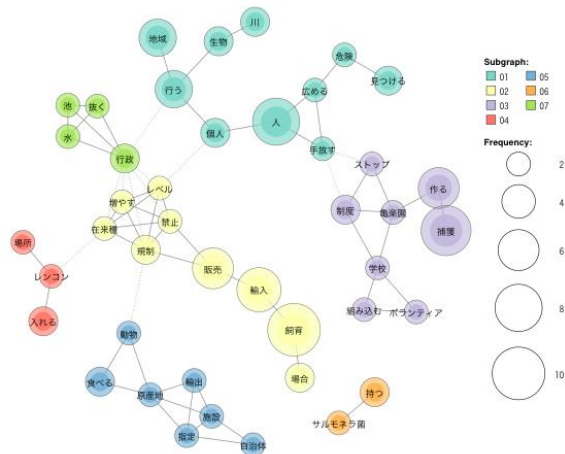 川
地域
生物
行う
危険
見つける
広める
池
抜く
水
個人
人
手放す
行政
ストップ
レベル
増やす
作る
制度
亀楽園
在来種
禁止
捕獲
規制
場所
販売
学校
レンコン
輸入
組み込む
ボランティア
入れる
飼育
動物
場合
食べる
輸出
原産地
持つ
施設
サルモネラ菌
指定
自治体
Subgraph:
01 05
02 06
03 07
04
Frequency:
2
4
6
8
10